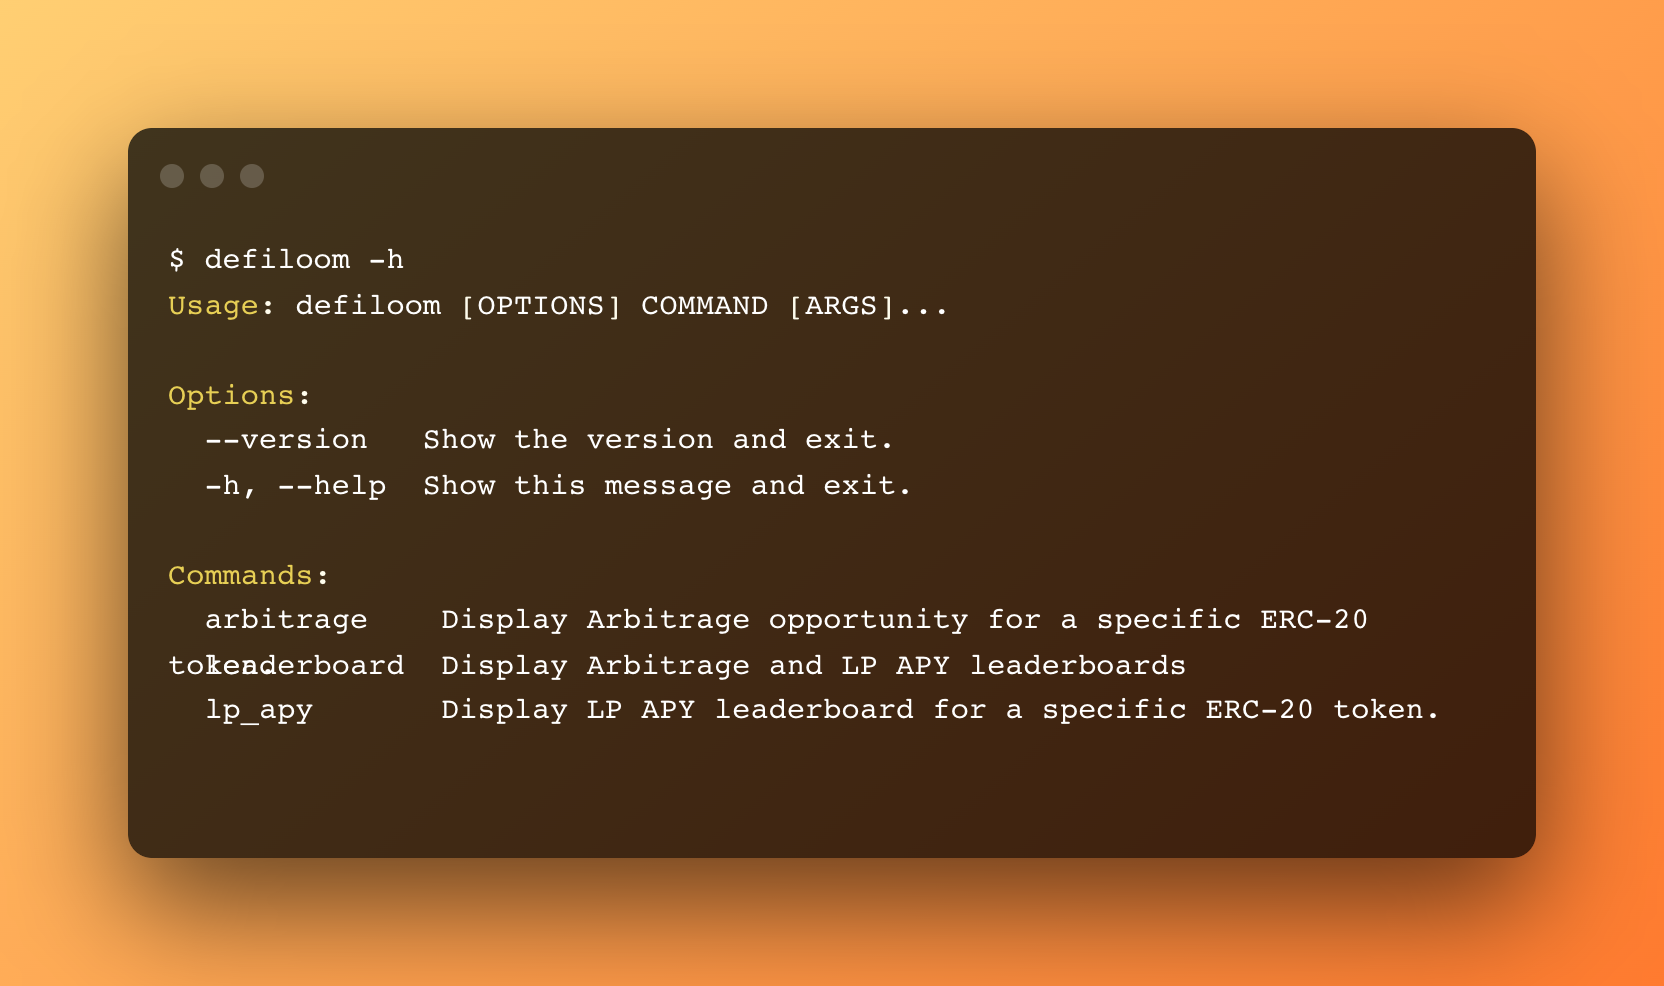 $ defiloom -h
Usage: defiloom [OPTIONS] COMMAND [ARGS]...
Options:
--version Show the version and exit.
-h, --help Show this message and exit.
Commands:
arbitrage Display Arbitrage opportunity for a specific ERC-20
token.
leaderboard Display Arbitrage and LP APY leaderboards
lp_apy Display LP APY leaderboard for a specific ERC-20 token.